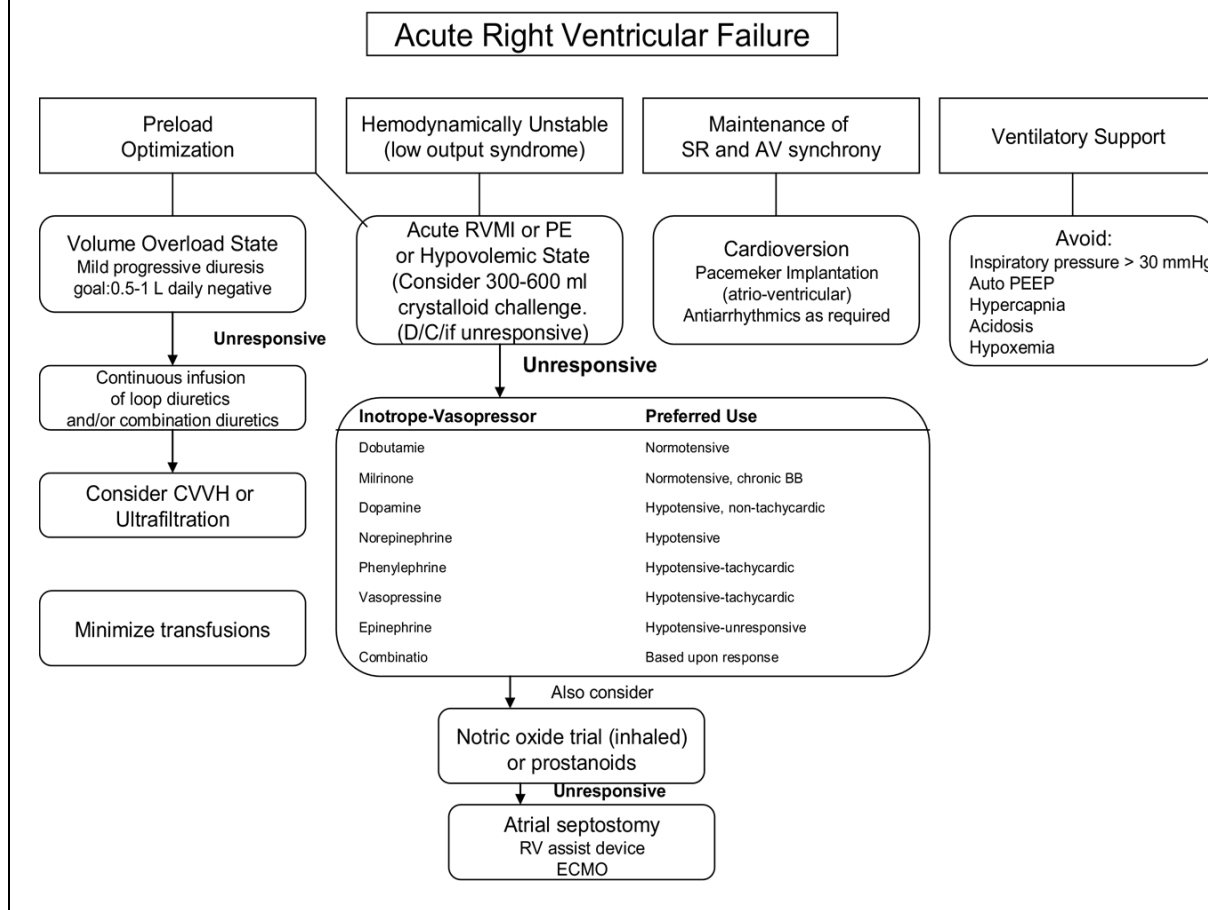 Acute Right Ventricular Failure
Preload
Optimization
Hemodynamically Unstable
(low output syndrome)
Maintenance of
SR and AV synchrony
Ventilatory Support
Volume Overload State
Mild progressive diuresis
goal:0.5-1 L daily negative
Unresponsive
Continuous infusion
of loop diuretics
and/or combination diuretics
Consider CVVH or
Ultrafiltration
Minimize transfusions
Acute RVMI or PE
or Hypovolemic State
(Consider 300-600 ml
crystalloid challenge.
(D/C/if unresponsive)
Unresponsive
Cardioversion
Pacemeker Implantation
(atrio-ventricular)
Antiarrhythmics as required
Avoid:
Inspiratory pressure > 30 mmHg
Auto PEEP
Hypercapnia
Acidosis
Hypoxemia
Inotrope-Vasopressor Preferred Use
Dobutamie Normotensive
Milrinone Normotensive, chronic BB
Dopamine Hypotensive, non-tachycardic
Norepinephrine Hypotensive
Phenylephrine Hypotensive-tachycardic
Vasopressine Hypotensive-tachycardic
Epinephrine Hypotensive-unresponsive
Combinatio Based upon response
Also consider
Notric oxide trial (inhaled)
or prostanoids
Unresponsive
Atrial septostomy
RV assist device
ECMO